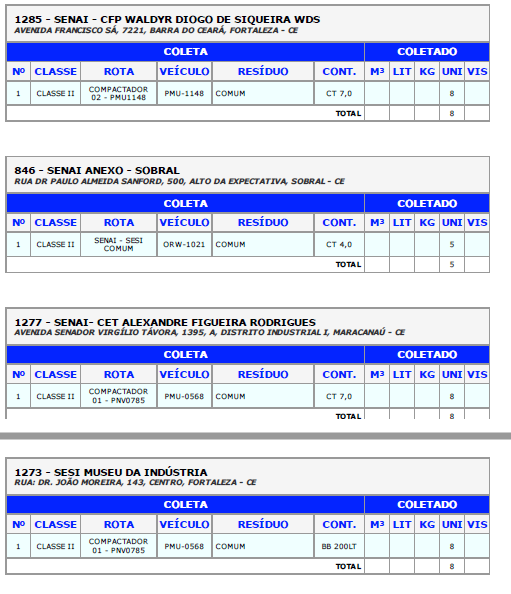 1285 - SENAI - CFP WALDYR DIOGO DE SIQUEIRA WDS
AVENIDA FRANCISCO SÁ, 7221, BARRA DO CEARÁ, FORTALEZA - CE
COLETA COLETADO
Nº CLASSE ROTA VEÍCULO RESÍDUO CONT. M³ LIT KG UNI VIS
1 CLASSE II COMPACTADOR 02 - PMU1148 PMU-1148 COMUM CT 7,0 8
TOTAL 8
846 - SENAI ANEXO - SOBRAL
RUA DR PAULO ALMEIDA SANFORD, 500, ALTO DA EXPECTATIVA, SOBRAL - CE
COLETA COLETADO
Nº CLASSE ROTA VEÍCULO RESÍDUO CONT. M³ LIT KG UNI VIS
1 CLASSE II SENAI - SESI COMUM ORW-1021 COMUM CT 4,0 5
TOTAL 5
1277 - SENAI- CET ALEXANDRE FIGUEIRA RODRIGUES
AVENIDA SENADOR VIRGÍLIO TÁVORA, 1395, A, DISTRITO INDUSTRIAL I, MARACANAÚ - CE
COLETA COLETADO
Nº CLASSE ROTA VEÍCULO RESÍDUO CONT. M³ LIT KG UNI VIS
1 CLASSE II COMPACTADOR 01 - PNV0785 PMU-0568 COMUM CT 7,0 8
TOTAL 8
1273 - SESI MUSEU DA INDÚSTRIA
RUA: DR. JOÃO MOREIRA, 143, CENTRO, FORTALEZA - CE
COLETA COLETADO
Nº CLASSE ROTA VEÍCULO RESÍDUO CONT. M³ LIT KG UNI VIS
1 CLASSE II COMPACTADOR 01 - PNV0785 PMU-0568 COMUM BB 200LT 8
TOTAL 8